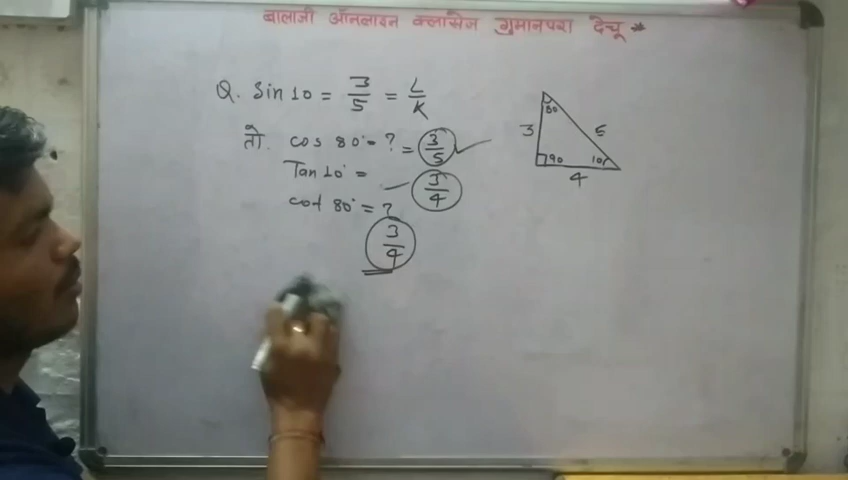 बालाजी ऑनलाइन क्लासेज गुमानपरा देचू *
Q. Sin 10 = 3/5 = L/K
तो. cos 80° = ? = 3/5
Tan 10° = 3/4
cot 80° = ?
3/4
80
3 5
90 10°
4